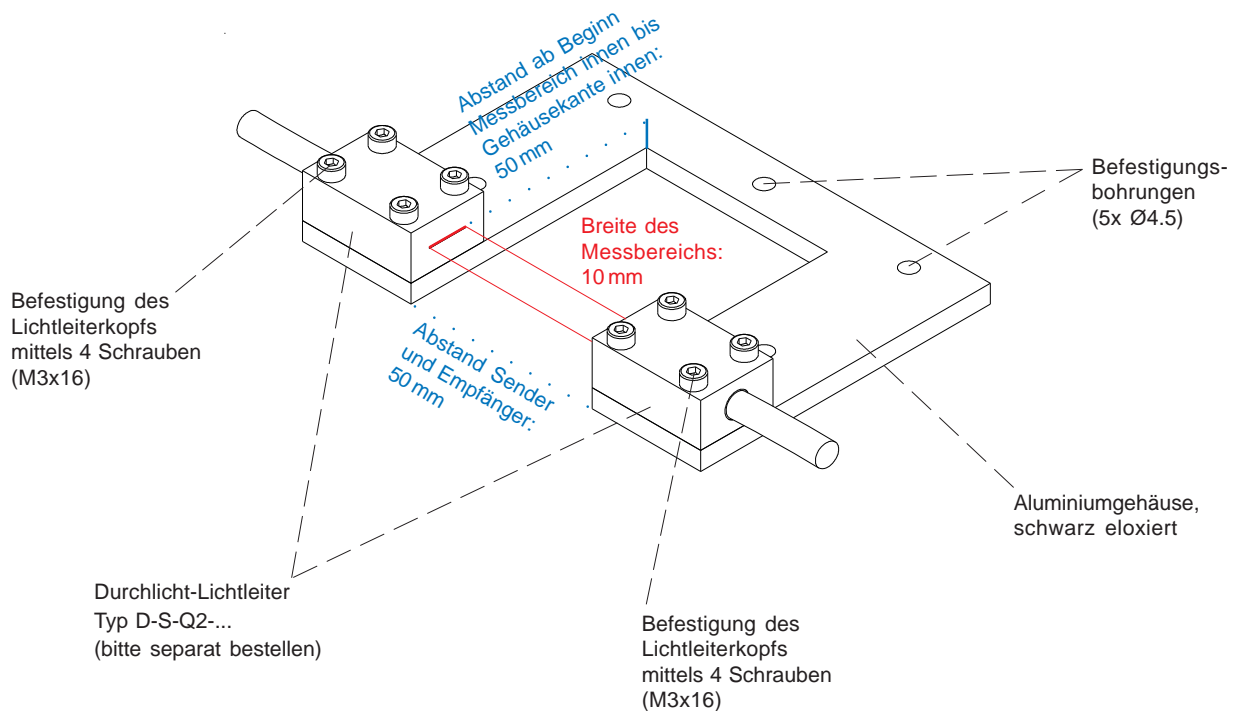 Abstand ab Beginn
Messbereich innen bis
Gehäusekante innen:
50 mm
Befestigungs-
bohrungen
(5x Ø4.5)
Breite des
Messbereichs:
10 mm
Befestigung des
Lichtleiterkopfs
mittels 4 Schrauben
(M3x16)
Abstand Sender
und Empfänger:
50 mm
Aluminiumgehäuse,
schwarz eloxiert
Durchlicht-Lichtleiter
Typ D-S-Q2-...
(bitte separat bestellen)
Befestigung des
Lichtleiterkopfs
mittels 4 Schrauben
(M3x16)